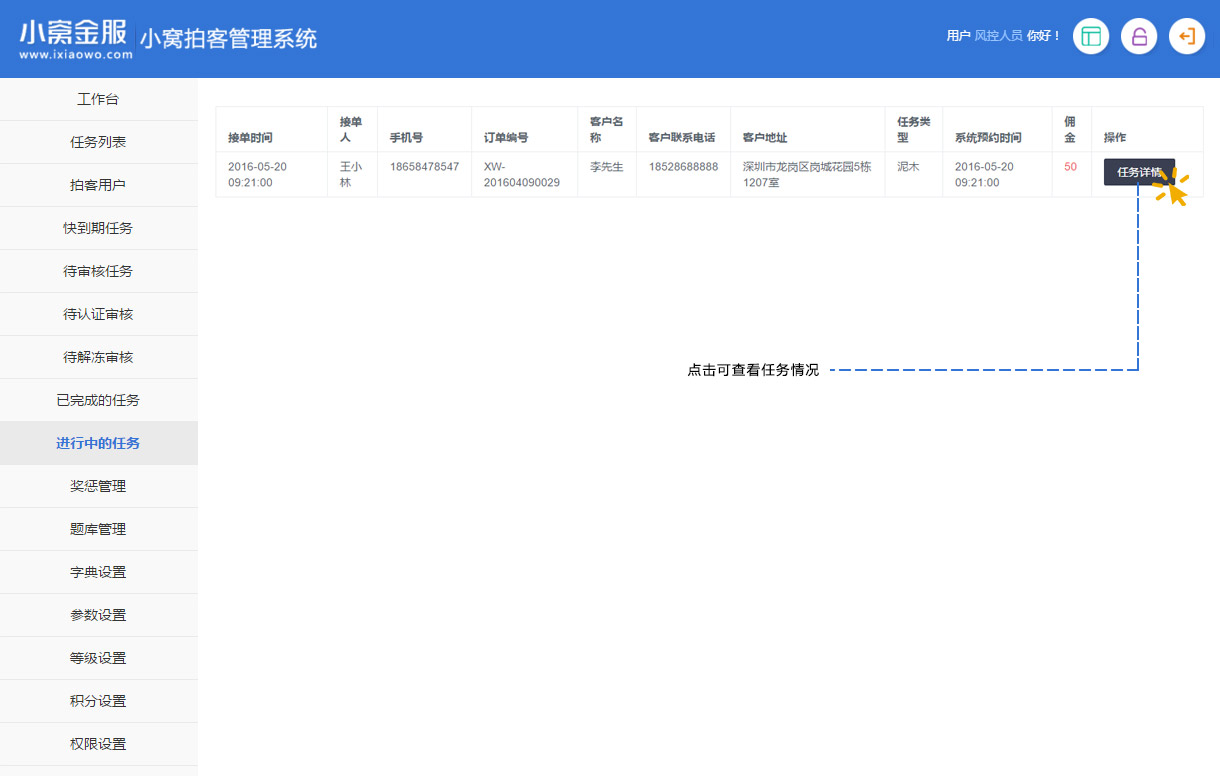 小窝金服
www.ixiaowo.com
小窝拍客管理系统
用户 风控人员 你好！
工作台
任务列表
拍客用户
快到期任务
待审核任务
待认证审核
待解冻审核
已完成的任务
进行中的任务
奖惩管理
题库管理
字典设置
参数设置
等级设置
积分设置
权限设置
接单时间 接单人 手机号 订单编号 客户名称 客户联系电话 客户地址 任务类型 系统预约时间 佣金 操作
2016-05-20 王小 18658478547 XW- 李先生 18528688888 深圳市龙岗区岗城花园5栋 泥木 2016-05-20 50 任务详情
09:21:00 林 201604090029 1207室 09:21:00
点击可查看任务情况